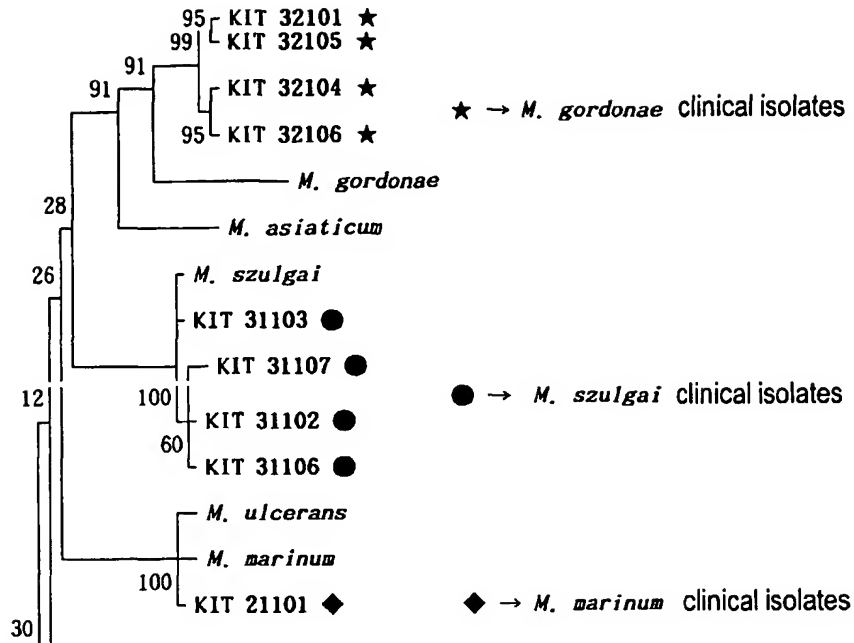 95 KIT 32101 ★
99 KIT 32105 ★
91
91 KIT 32104 ★
★ → M. gordonae clinical isolates
95 KIT 32106 ★
M. gordonae
28
M. asiaticum
26 M. szulgai
KIT 31103 ●
KIT 31107 ●
12 100
● → M. szulgai clinical isolates
KIT 31102 ●
60
KIT 31106 ●
M. ulcerans
M. marinum
100
KIT 21101 ◆
◆ → M. marinum clinical isolates
30